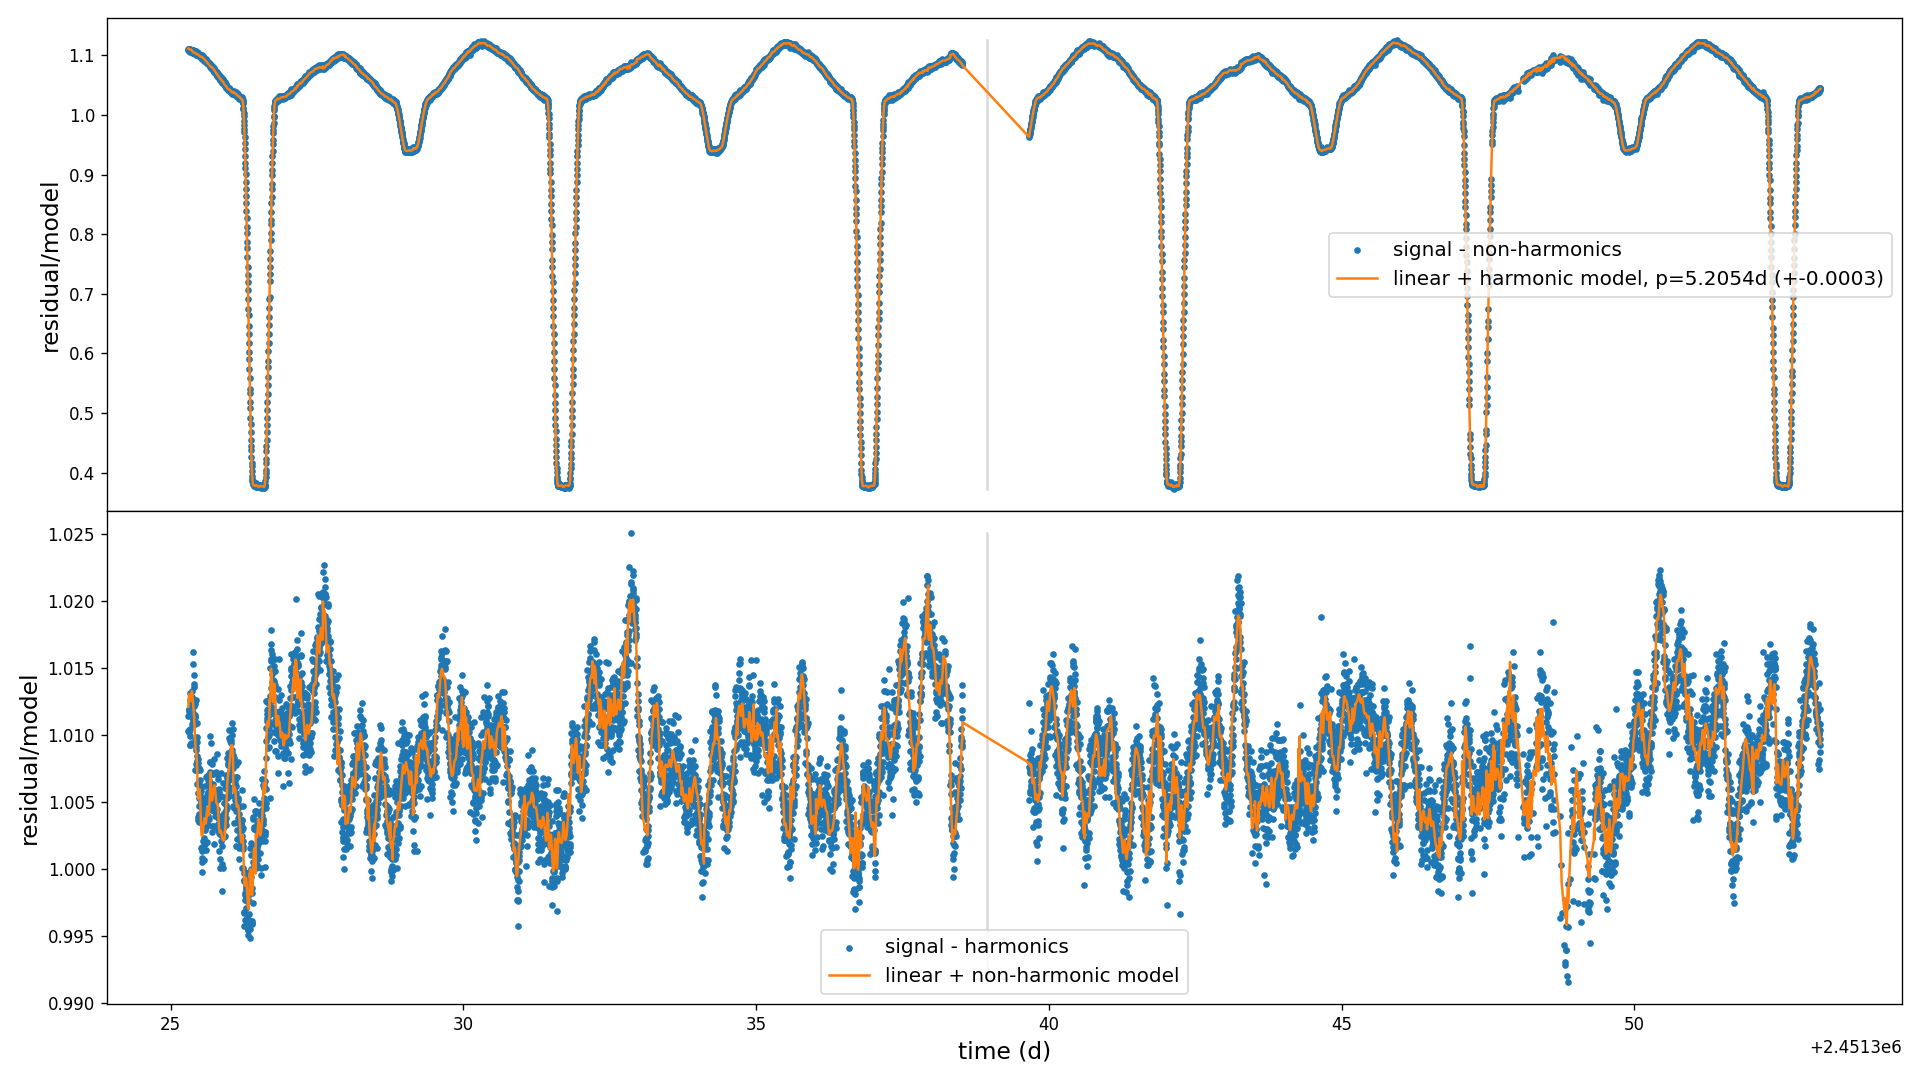 1.1
1.0
0.9
0.8
0.7
0.6
0.5
0.4
residual/model
signal - non-harmonics
linear + harmonic model, p=5.2054d (+-0.0003)
1.025
1.020
1.015
1.010
1.005
1.000
0.995
0.990
residual/model
signal - harmonics
linear + non-harmonic model
25
30
35
40
45
50
time (d)
+2.4513e6